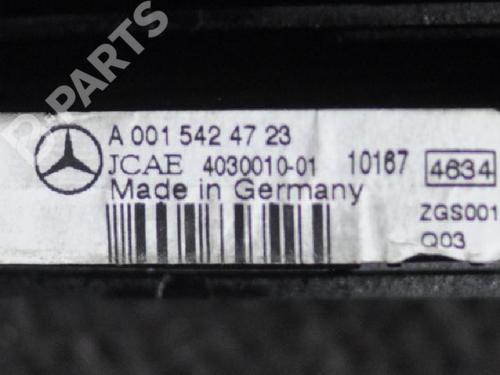 B-PARTS
A 001 542 47 23
JCAE 4030010-01 10167 4634
Made in Germany
ZGS001
Q03